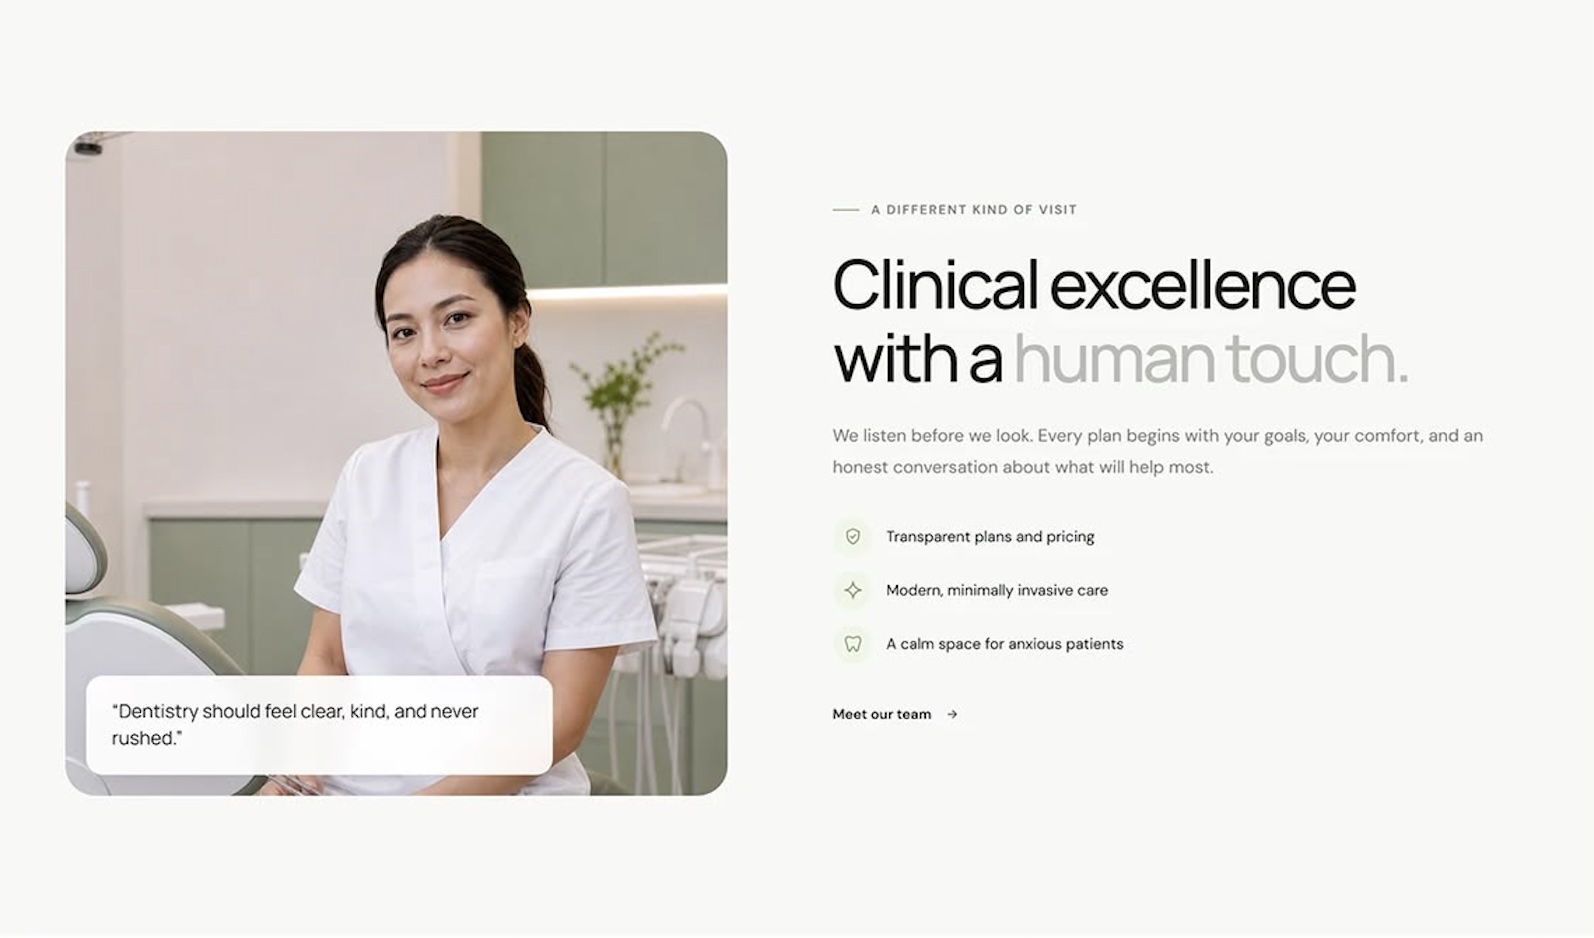 A DIFFERENT KIND OF VISIT
Clinical excellence
with a human touch.
We listen before we look. Every plan begins with your goals, your comfort, and an
honest conversation about what will help most.
Transparent plans and pricing
Modern, minimally invasive care
A calm space for anxious patients
Meet our team →
“Dentistry should feel clear, kind, and never
rushed.”